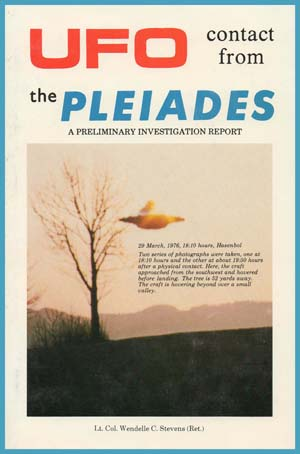 UFO contact
from
the PLEIADES
A PRELIMINARY INVESTIGATION REPORT
29 March, 1976, 18:10 hours, Hasenbol
Two series of photographs were taken, one at
18:10 hours and the other at about 19:50 hours
after a physical contact. Here, the craft
approached from the southwest and hovered
before landing. The tree is 52 yards away.
The craft is hovering beyond over a small
valley.
Lt. Col. Wendelle C. Stevens (Ret.)